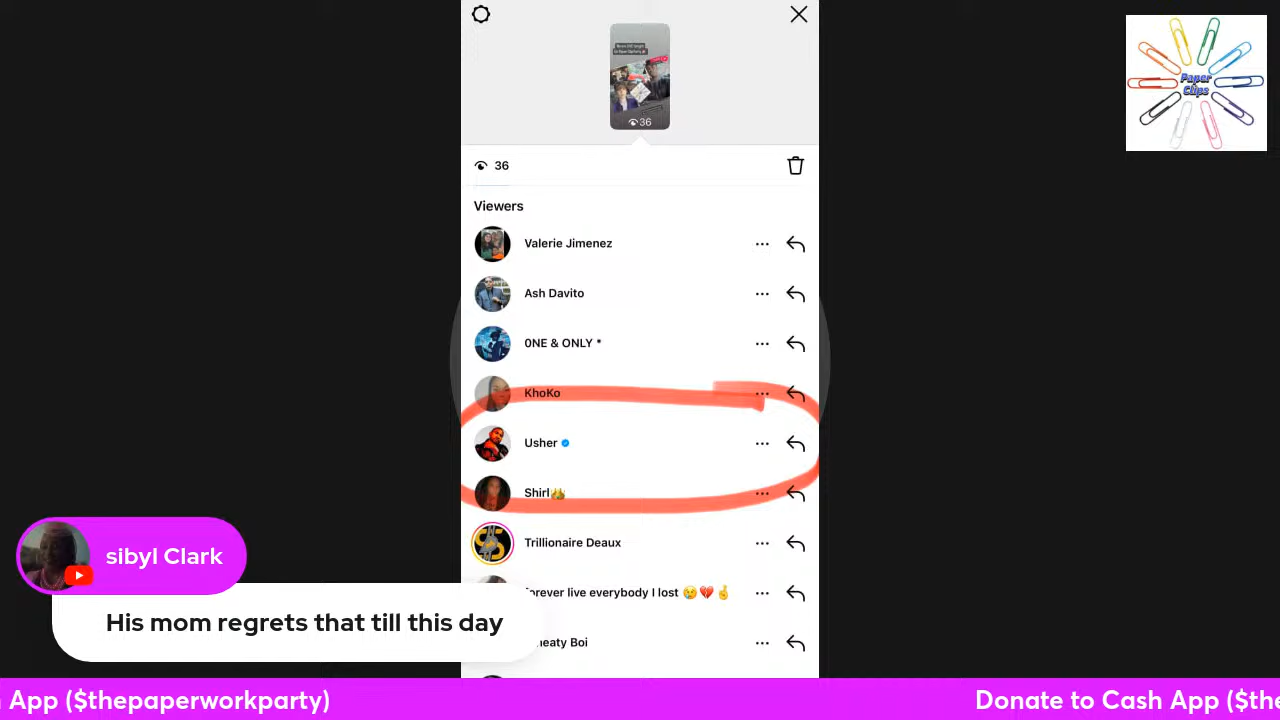 Paper
Clips
36
36
Viewers
Valerie Jimenez
Ash Davito
0NE & ONLY *
KhoKo
Usher
Shirl
Trillionaire Deaux
Forever live everybody I lost 😢💔🤞
heaty Boi
sibyl Clark
His mom regrets that till this day
App ($thepaperworkparty)
Donate to Cash App ($the